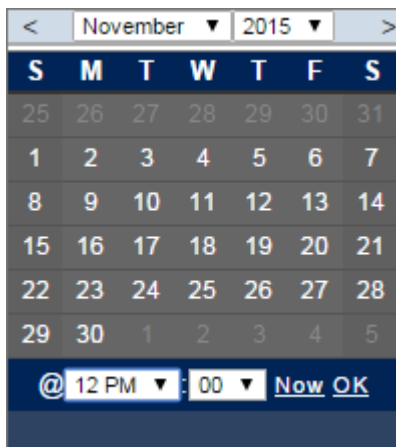 < November ▼ 2015 ▼ >
S M T W T F S
25 26 27 28 29 30 31
1 2 3 4 5 6 7
8 9 10 11 12 13 14
15 16 17 18 19 20 21
22 23 24 25 26 27 28
29 30 1 2 3 4 5
@ 12 PM ▼ : 00 ▼ Now OK